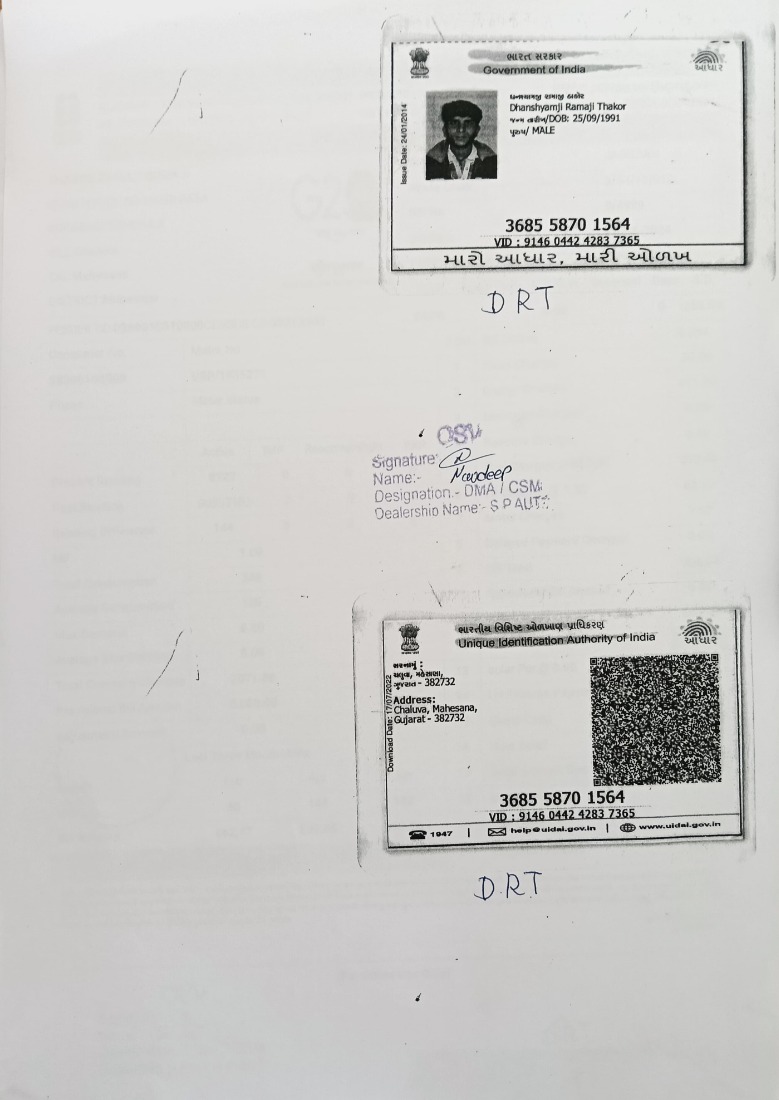 ભારત સરકાર
Government of India
આધાર
Issue Date: 24/01/2014
Dhanshyamji Ramaji Thakor
જન્મ તારીખ/DOB: 25/09/1991
પુરુષ/ MALE
3685 5870 1564
VID : 9146 0442 4283 7365
મારો આધાર, મારી ઓળખ
DRT
OSV
Signature:
Name:- Navdeep
Designation.- DMA / CSM
Dealership Name:- S P AUTO
ભારતીય વિશિષ્ટ ઓળખાણ પ્રાધિકરણ
Unique Identification Authority of India
આધાર
Download Date: 17/07/2022
સરનામું :
ચલુવા, મહેસાણા,
ગુજરાત - 382732
Address:
Chaluva, Mahesana,
Gujarat - 382732
3685 5870 1564
VID : 9146 0442 4283 7365
1947 | help@uidai.gov.in | www.uidai.gov.in
D.R.T